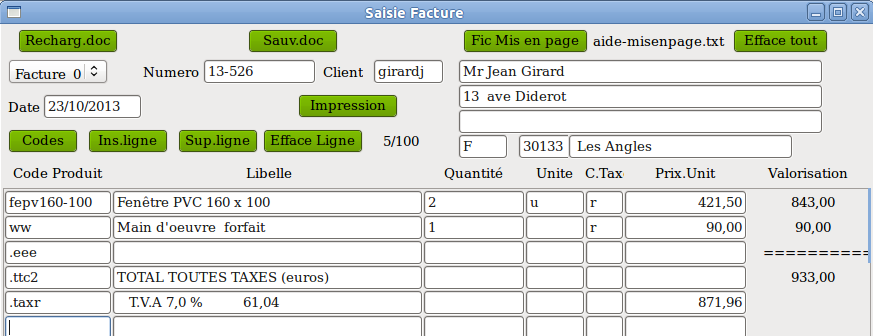 Saisie Facture
Recharg.doc Sauv.doc Fic Mis en page aide-misenpage.txt Efface tout
Facture 0 Numero 13-526 Client girardj Mr Jean Girard
13 ave Diderot
Date 23/10/2013 Impression
Codes Ins.ligne Sup.ligne Efface Ligne 5/100 F 30133 Les Angles
Code Produit Libelle Quantité Unite C.Tax Prix.Unit Valorisation
fepv160-100 Fenêtre PVC 160 x 100 2 u r 421,50 843,00
ww Main d'oeuvre forfait 1 r 90,00 90,00
.eee ==========
.ttc2 TOTAL TOUTES TAXES (euros) 933,00
.taxr T.V.A 7,0 % 61,04 871,96